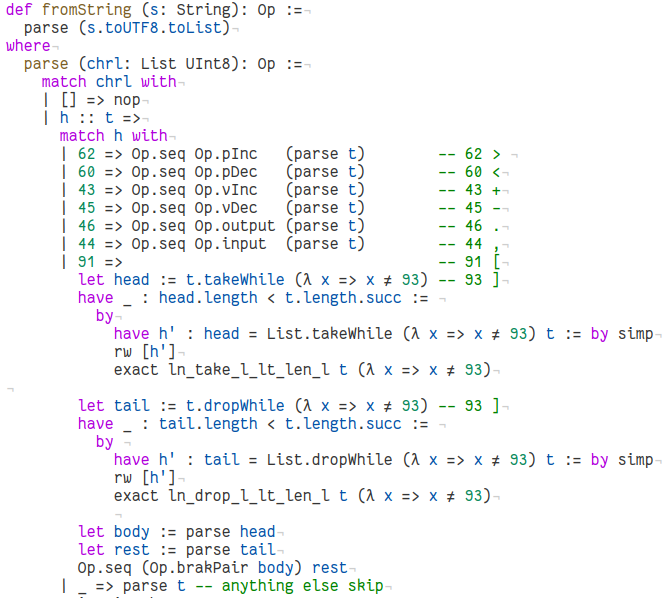 def fromString (s: String): Op :=¬
  parse (s.toUTF8.toList)¬
where¬
  parse (chrl: List UInt8): Op :=¬
    match chrl with¬
    | [] => nop¬
    | h :: t =>¬
      match h with¬
      | 62 => Op.seq Op.pInc   (parse t)        -- 62 > ¬
      | 60 => Op.seq Op.pDec   (parse t)        -- 60 <¬
      | 43 => Op.seq Op.vInc   (parse t)        -- 43 +¬
      | 45 => Op.seq Op.vDec   (parse t)        -- 45 -¬
      | 46 => Op.seq Op.output (parse t)        -- 46 .¬
      | 44 => Op.seq Op.input  (parse t)        -- 44 ,¬
      | 91 =>                                   -- 91 [¬
        let head := t.takeWhile (λ x => x ≠ 93) -- 93 ]¬
        have _ : head.length < t.length.succ := ¬
          by¬
            have h' : head = List.takeWhile (λ x => x ≠ 93) t := by simp¬
            rw [h']¬
            exact ln_take_l_lt_len_l t (λ x => x ≠ 93)¬
¬
        let tail := t.dropWhile (λ x => x ≠ 93) -- 93 ]¬
        have _ : tail.length < t.length.succ := ¬
          by ¬
            have h' : tail = List.dropWhile (λ x => x ≠ 93) t := by simp¬
            rw [h']¬
            exact ln_drop_l_lt_len_l t (λ x => x ≠ 93)¬
            ¬
        let body := parse head¬
        let rest := parse tail¬
        Op.seq (Op.brakPair body) rest¬
      | _ => parse t -- anything else skip¬